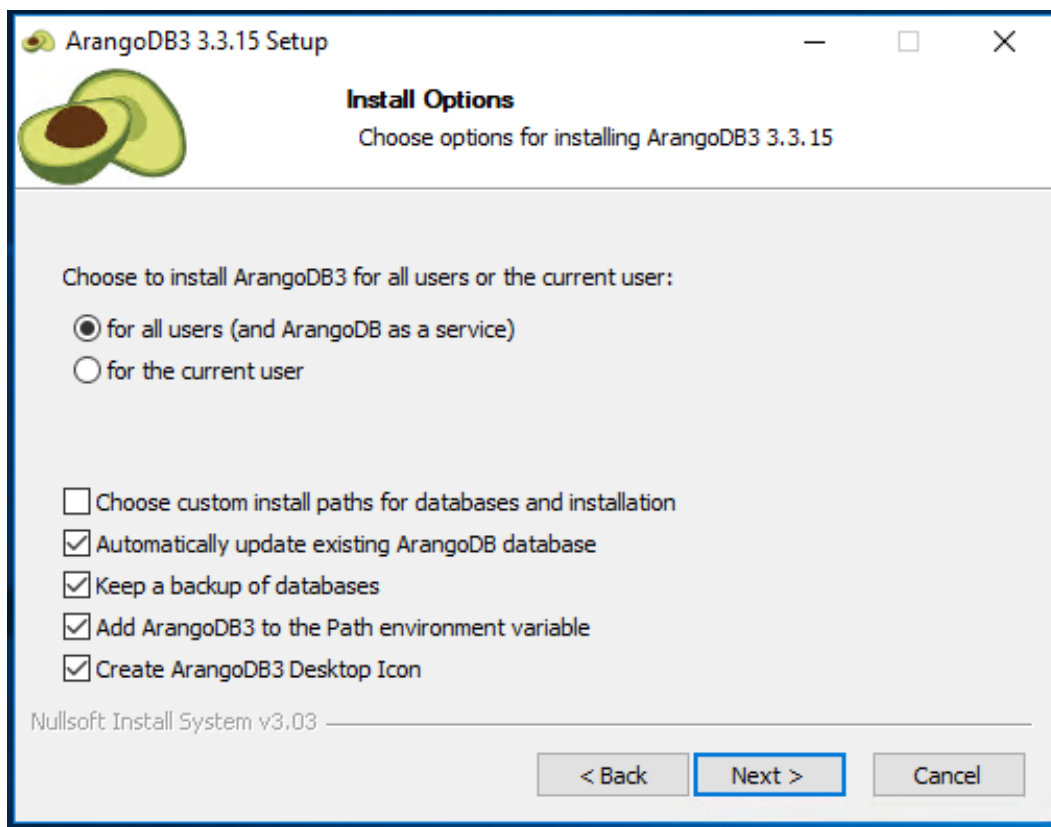 ArangoDB3 3.3.15 Setup
Install Options
Choose options for installing ArangoDB3 3.3.15
Choose to install ArangoDB3 for all users or the current user:
for all users (and ArangoDB as a service)
for the current user
Choose custom install paths for databases and installation
Automatically update existing ArangoDB database
Keep a backup of databases
Add ArangoDB3 to the Path environment variable
Create ArangoDB3 Desktop Icon
Nullsoft Install System v3.03
< Back Next > Cancel